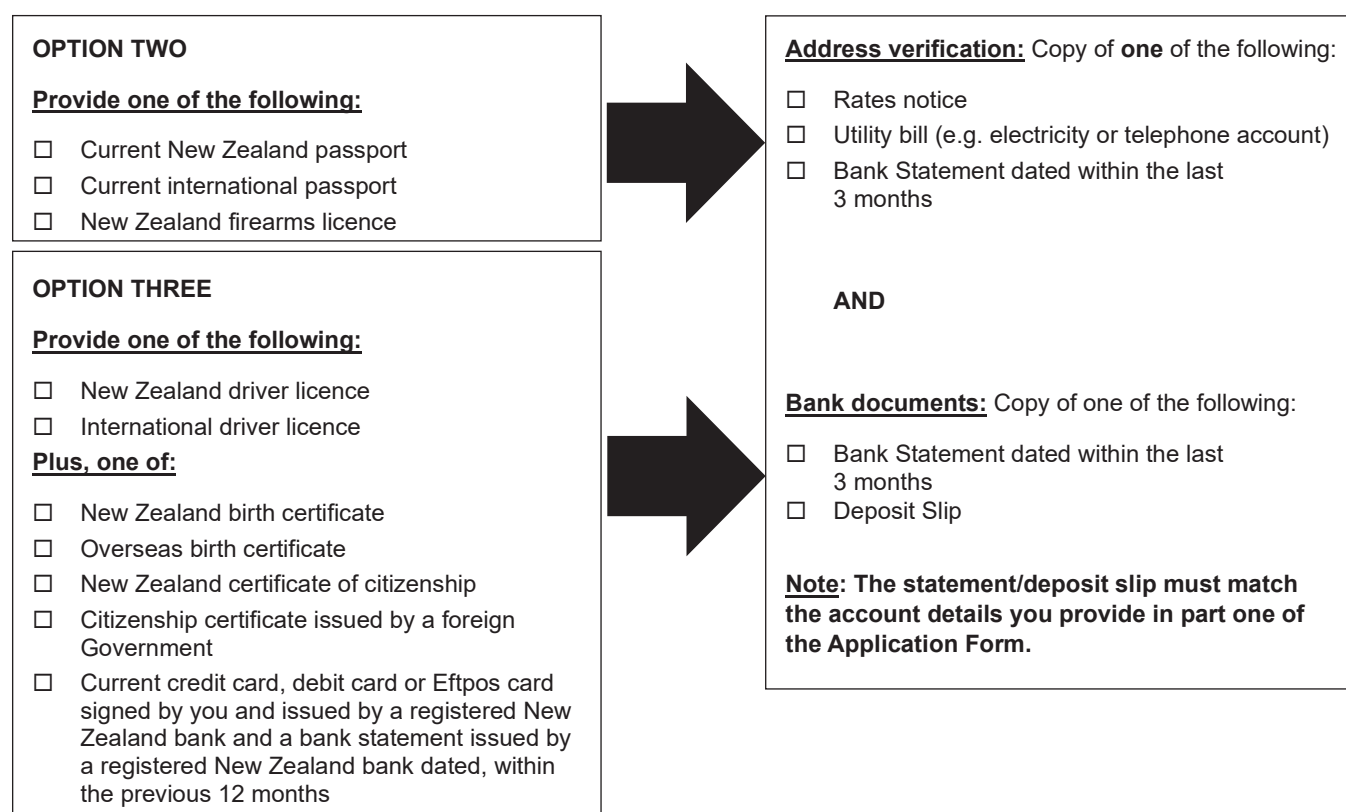 OPTION TWO
Provide one of the following:
☐ Current New Zealand passport
☐ Current international passport
☐ New Zealand firearms licence
OPTION THREE
Provide one of the following:
☐ New Zealand driver licence
☐ International driver licence
Plus, one of:
☐ New Zealand birth certificate
☐ Overseas birth certificate
☐ New Zealand certificate of citizenship
☐ Citizenship certificate issued by a foreign
Government
☐ Current credit card, debit card or Eftpos card
signed by you and issued by a registered New
Zealand bank and a bank statement issued by
a registered New Zealand bank dated, within
the previous 12 months
Address verification: Copy of one of the following:
☐ Rates notice
☐ Utility bill (e.g. electricity or telephone account)
☐ Bank Statement dated within the last
3 months
AND
Bank documents: Copy of one of the following:
☐ Bank Statement dated within the last
3 months
☐ Deposit Slip
Note: The statement/deposit slip must match
the account details you provide in part one of
the Application Form.